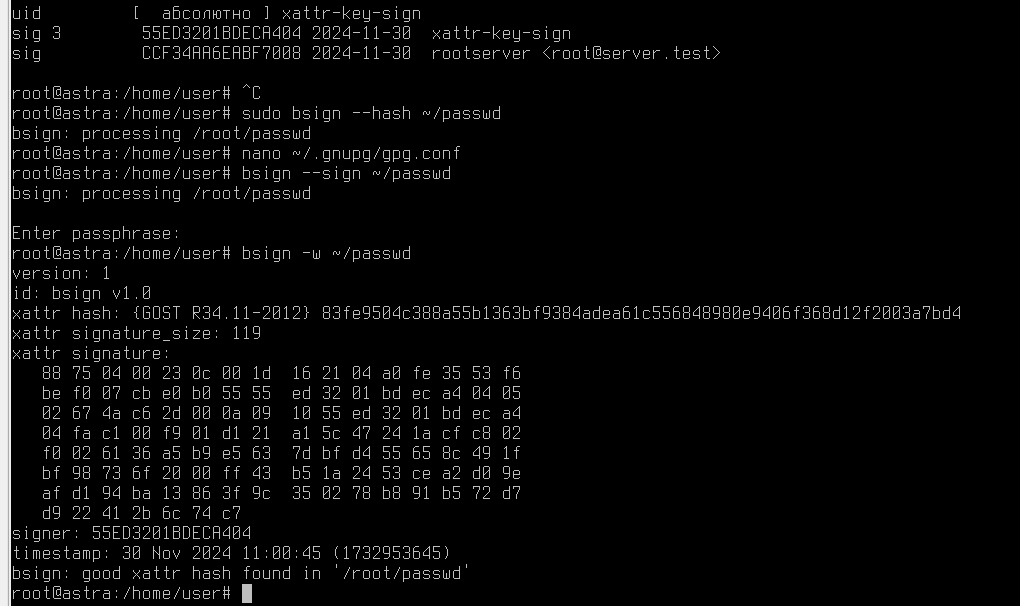 uid           [  абсолютно ] xattr-key-sign
sig 3        55ED3201BDECA404 2024-11-30  xattr-key-sign
sig          CCF34AA6EABF7008 2024-11-30  rootserver <root@server.test>
root@astra:/home/user# ^C
root@astra:/home/user# sudo bsign --hash ~/passwd
bsign: processing /root/passwd
root@astra:/home/user# nano ~/.gnupg/gpg.conf
root@astra:/home/user# bsign --sign ~/passwd
bsign: processing /root/passwd
Enter passphrase:
root@astra:/home/user# bsign -w ~/passwd
version: 1
id: bsign v1.0
xattr hash: {GOST R34.11-2012} 83fe9504c388a55b1363bf9384adea61c556848980e9406f368d12f2003a7bd4
xattr signature_size: 119
xattr signature:
   88 75 04 00 23 0c 00 1d  16 21 04 a0 fe 35 53 f6
   be f0 07 cb e0 b0 55 55  ed 32 01 bd ec a4 04 05
   02 67 4a c6 2d 00 0a 09  10 55 ed 32 01 bd ec a4
   04 fa c1 00 f9 01 d1 21  a1 5c 47 24 1a cf c8 02
   f0 02 61 36 a5 b9 e5 63  7d bf d4 55 65 8c 49 1f
   bf 98 73 6f 20 00 ff 43  b5 1a 24 53 ce a2 d0 9e
   af d1 94 ba 13 86 3f 9c  35 02 78 b8 91 b5 72 d7
   d9 22 41 2b 6c 74 c7
signer: 55ED3201BDECA404
timestamp: 30 Nov 2024 11:00:45 (1732953645)
bsign: good xattr hash found in '/root/passwd'
root@astra:/home/user#